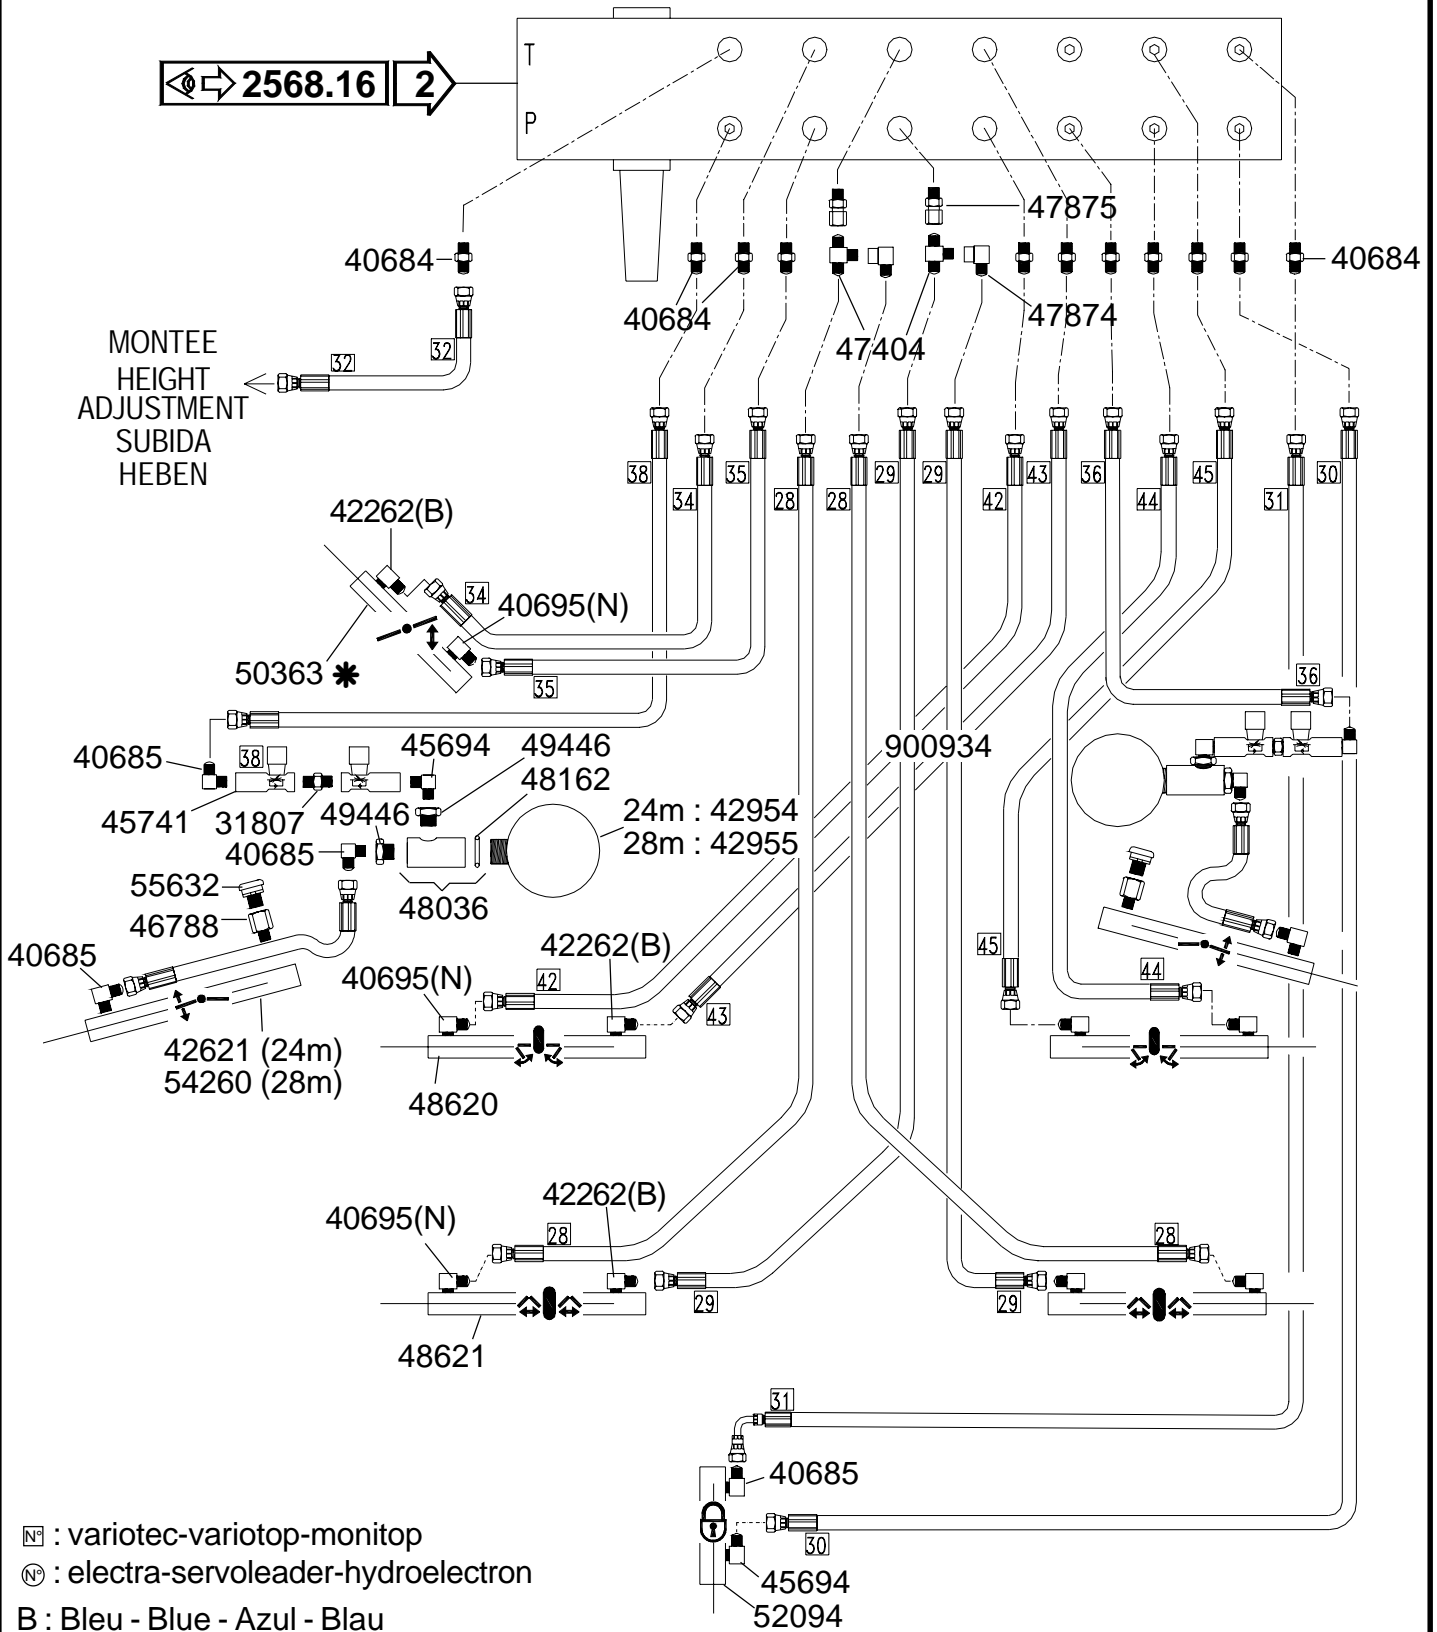 T
2568.16 2
P
47875
40684
40684
40684
47874
47404
MONTEE
HEIGHT
ADJUSTMENT
SUBIDA
HEBEN
32
32
38
34
35
28
28
29
29
42
43
36
44
45
31
30
42262(B)
34
40695(N)
50363 ✱
35
36
40685
38
45694
49446
900934
48162
45741
31807
49446
24m : 42954
28m : 42955
40685
55632
48036
46788
40685
42262(B)
40695(N)
42
43
45
44
42621 (24m)
54260 (28m)
48620
42262(B)
40695(N)
28
28
29
29
48621
31
40685
30
45694
52094
N° : variotec-variotop-monitop
N° : electra-servoleader-hydroelectron
B : Bleu - Blue - Azul - Blau